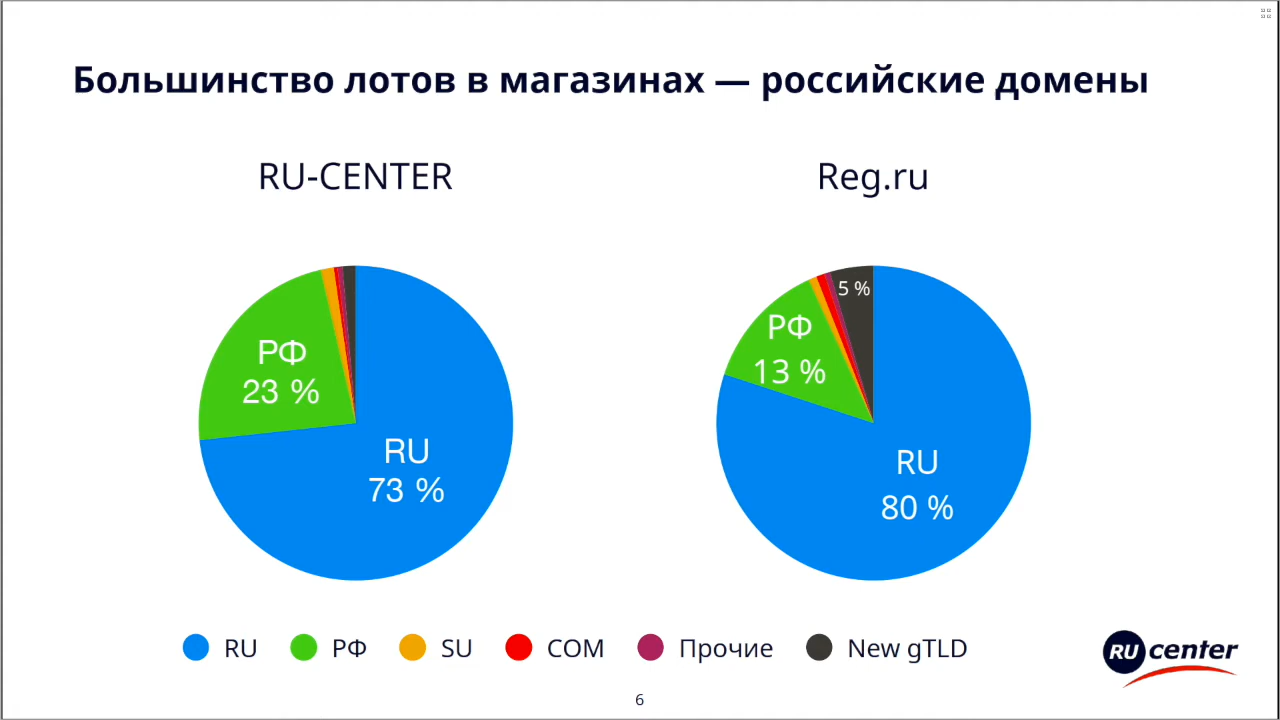 Большинство лотов в магазинах — российские домены
RU-CENTER
Reg.ru
РФ
23 %
RU
73 %
5 %
РФ
13 %
RU
80 %
RU
РФ
SU
COM
Прочие
New gTLD
RU center
6